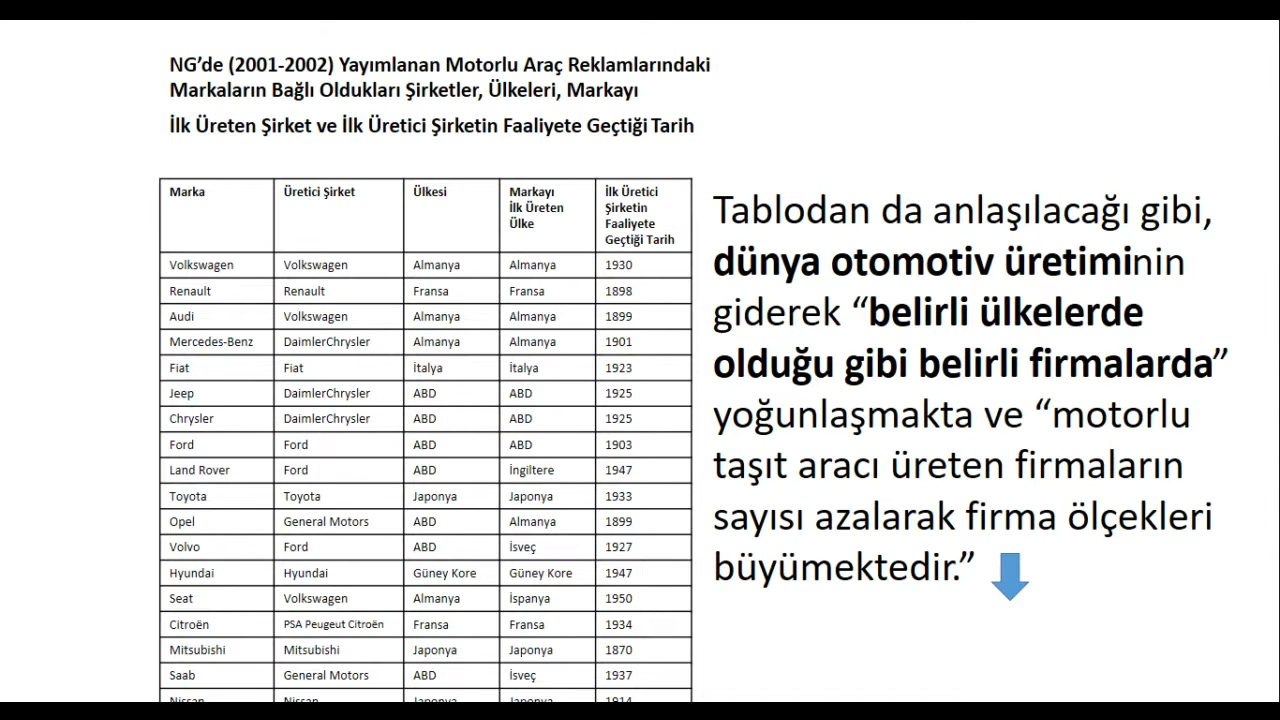 NG’de (2001-2002) Yayımlanan Motorlu Araç Reklamlarındaki
Markaların Bağlı Oldukları Şirketler, Ülkeleri, Markayı
İlk Üreten Şirket ve İlk Üretici Şirketin Faaliyete Geçtiği Tarih
Marka Üretici Şirket Ülkesi Markayı İlk Üreten Ülke İlk Üretici Şirketin Faaliyete Geçtiği Tarih
Volkswagen Volkswagen Almanya Almanya 1930
Renault Renault Fransa Fransa 1898
Audi Volkswagen Almanya Almanya 1899
Mercedes-Benz DaimlerChrysler Almanya Almanya 1901
Fiat Fiat İtalya İtalya 1923
Jeep DaimlerChrysler ABD ABD 1925
Chrysler DaimlerChrysler ABD ABD 1925
Ford Ford ABD ABD 1903
Land Rover Ford ABD İngiltere 1947
Toyota Toyota Japonya Japonya 1933
Opel General Motors ABD Almanya 1899
Volvo Ford ABD İsveç 1927
Hyundai Hyundai Güney Kore Güney Kore 1947
Seat Volkswagen Almanya İspanya 1950
Citroën PSA Peugeut Citroën Fransa Fransa 1934
Mitsubishi Mitsubishi Japonya Japonya 1870
Saab General Motors ABD İsveç 1937
Nissan Nissan Japonya Japonya 1914
Tablodan da anlaşılacağı gibi,
dünya otomotiv üretiminin
giderek “belirli ülkelerde
olduğu gibi belirli firmalarda”
yoğunlaşmakta ve “motorlu
taşıt aracı üreten firmaların
sayısı azalarak firma ölçekleri
büyümektedir.”